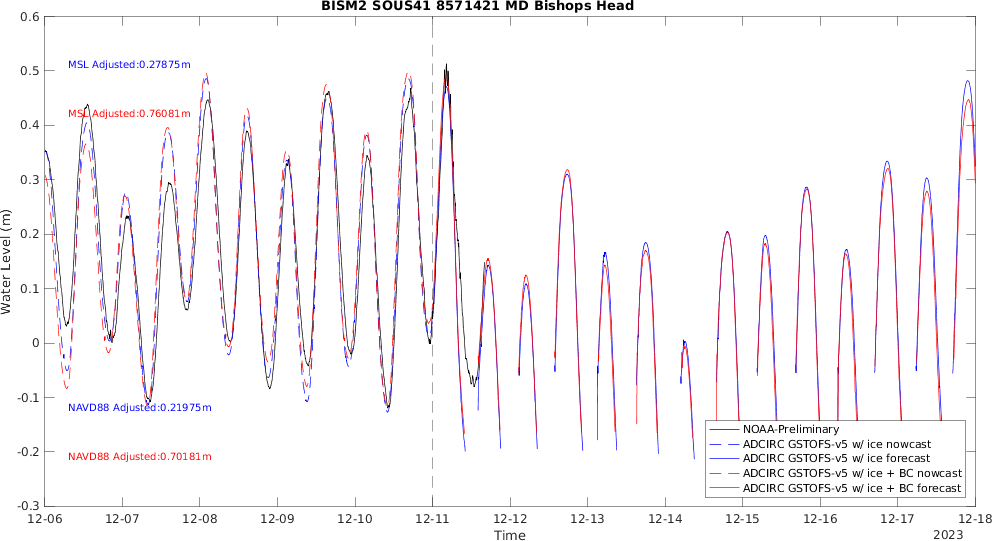 BISM2 SOUS41 8571421 MD Bishops Head
0.6
0.5
0.4
0.3
0.2
0.1
0
-0.1
-0.2
-0.3
Water Level (m)
MSL Adjusted:0.27875m
MSL Adjusted:0.76081m
NAVD88 Adjusted:0.21975m
NAVD88 Adjusted:0.70181m
NOAA-Preliminary
ADCIRC GSTOFS-v5 w/ ice nowcast
ADCIRC GSTOFS-v5 w/ ice forecast
ADCIRC GSTOFS-v5 w/ ice + BC nowcast
ADCIRC GSTOFS-v5 w/ ice + BC forecast
12-06 12-07 12-08 12-09 12-10 12-11 12-12 12-13 12-14 12-15 12-16 12-17 12-18
Time
2023